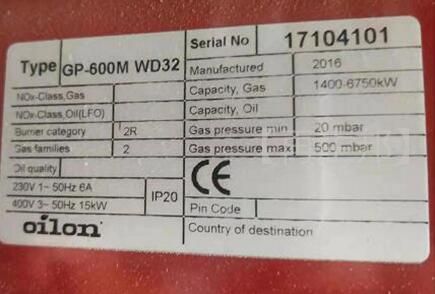 Type GP-600M WD32
NOx-Class,Gas
NOx-Class,Oil(LFO)
Burner category 2R
Gas families 2
Oil quality
230V 1~ 50Hz 6A
400V 3~ 50Hz 15kW
IP20
oilon
Serial No 17104101
Manufactured 2016
Capacity, Gas 1400-6750kW
Capacity, Oil
Gas pressure min 20 mbar
Gas pressure max 500 mbar
CE
Pin Code
Country of destination